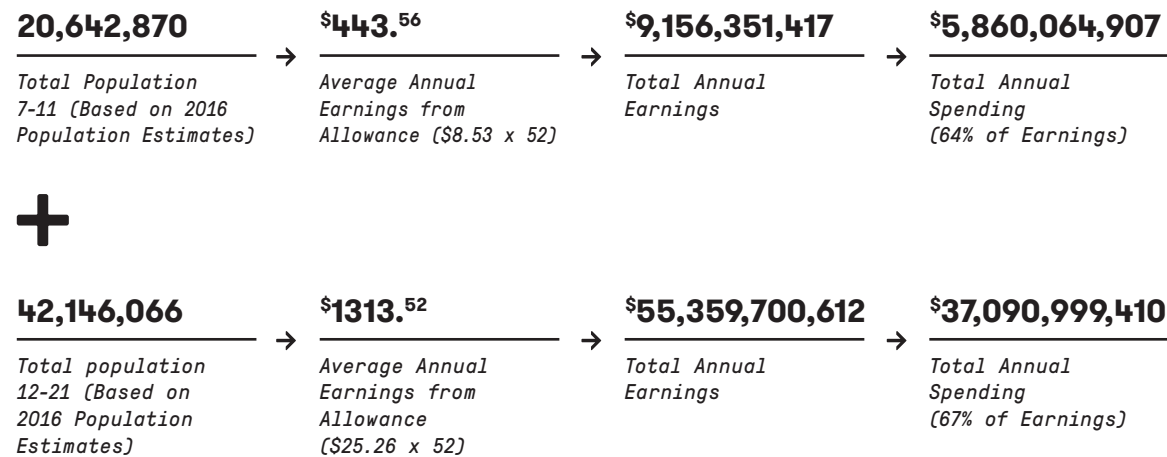 20,642,870
Total Population
7-11 (Based on 2016
Population Estimates)
$443.56
Average Annual
Earnings from
Allowance ($8.53 x 52)
$9,156,351,417
Total Annual
Earnings
$5,860,064,907
Total Annual
Spending
(64% of Earnings)
+
42,146,066
Total population
12-21 (Based on
2016 Population
Estimates)
$1313.52
Average Annual
Earnings from
Allowance
($25.26 x 52)
$55,359,700,612
Total Annual
Earnings
$37,090,999,410
Total Annual
Spending
(67% of Earnings)